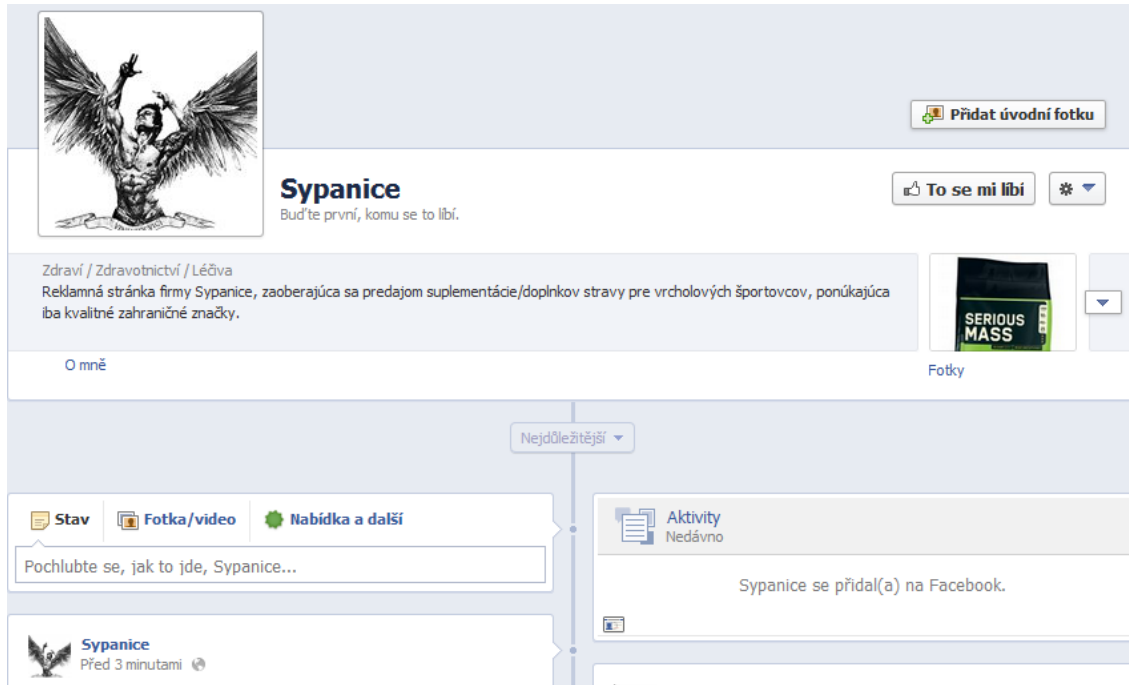 Přidat úvodní fotku
Sypanice
Buďte první, komu se to líbí.
To se mi líbí
Zdraví / Zdravotnictví / Léčiva
Reklamná stránka firmy Sypanice, zaoberajúca sa predajom suplementácie/doplnkov stravy pre vrcholových športovcov, ponúkajúca
iba kvalitné zahraničné značky.
SERIOUS
MASS
O mně
Fotky
Nejdůležitější
Stav
Fotka/video
Nabídka a další
Pochlubte se, jak to jde, Sypanice...
Aktivity
Nedávno
Sypanice se přidal(a) na Facebook.
Sypanice
Před 3 minutami